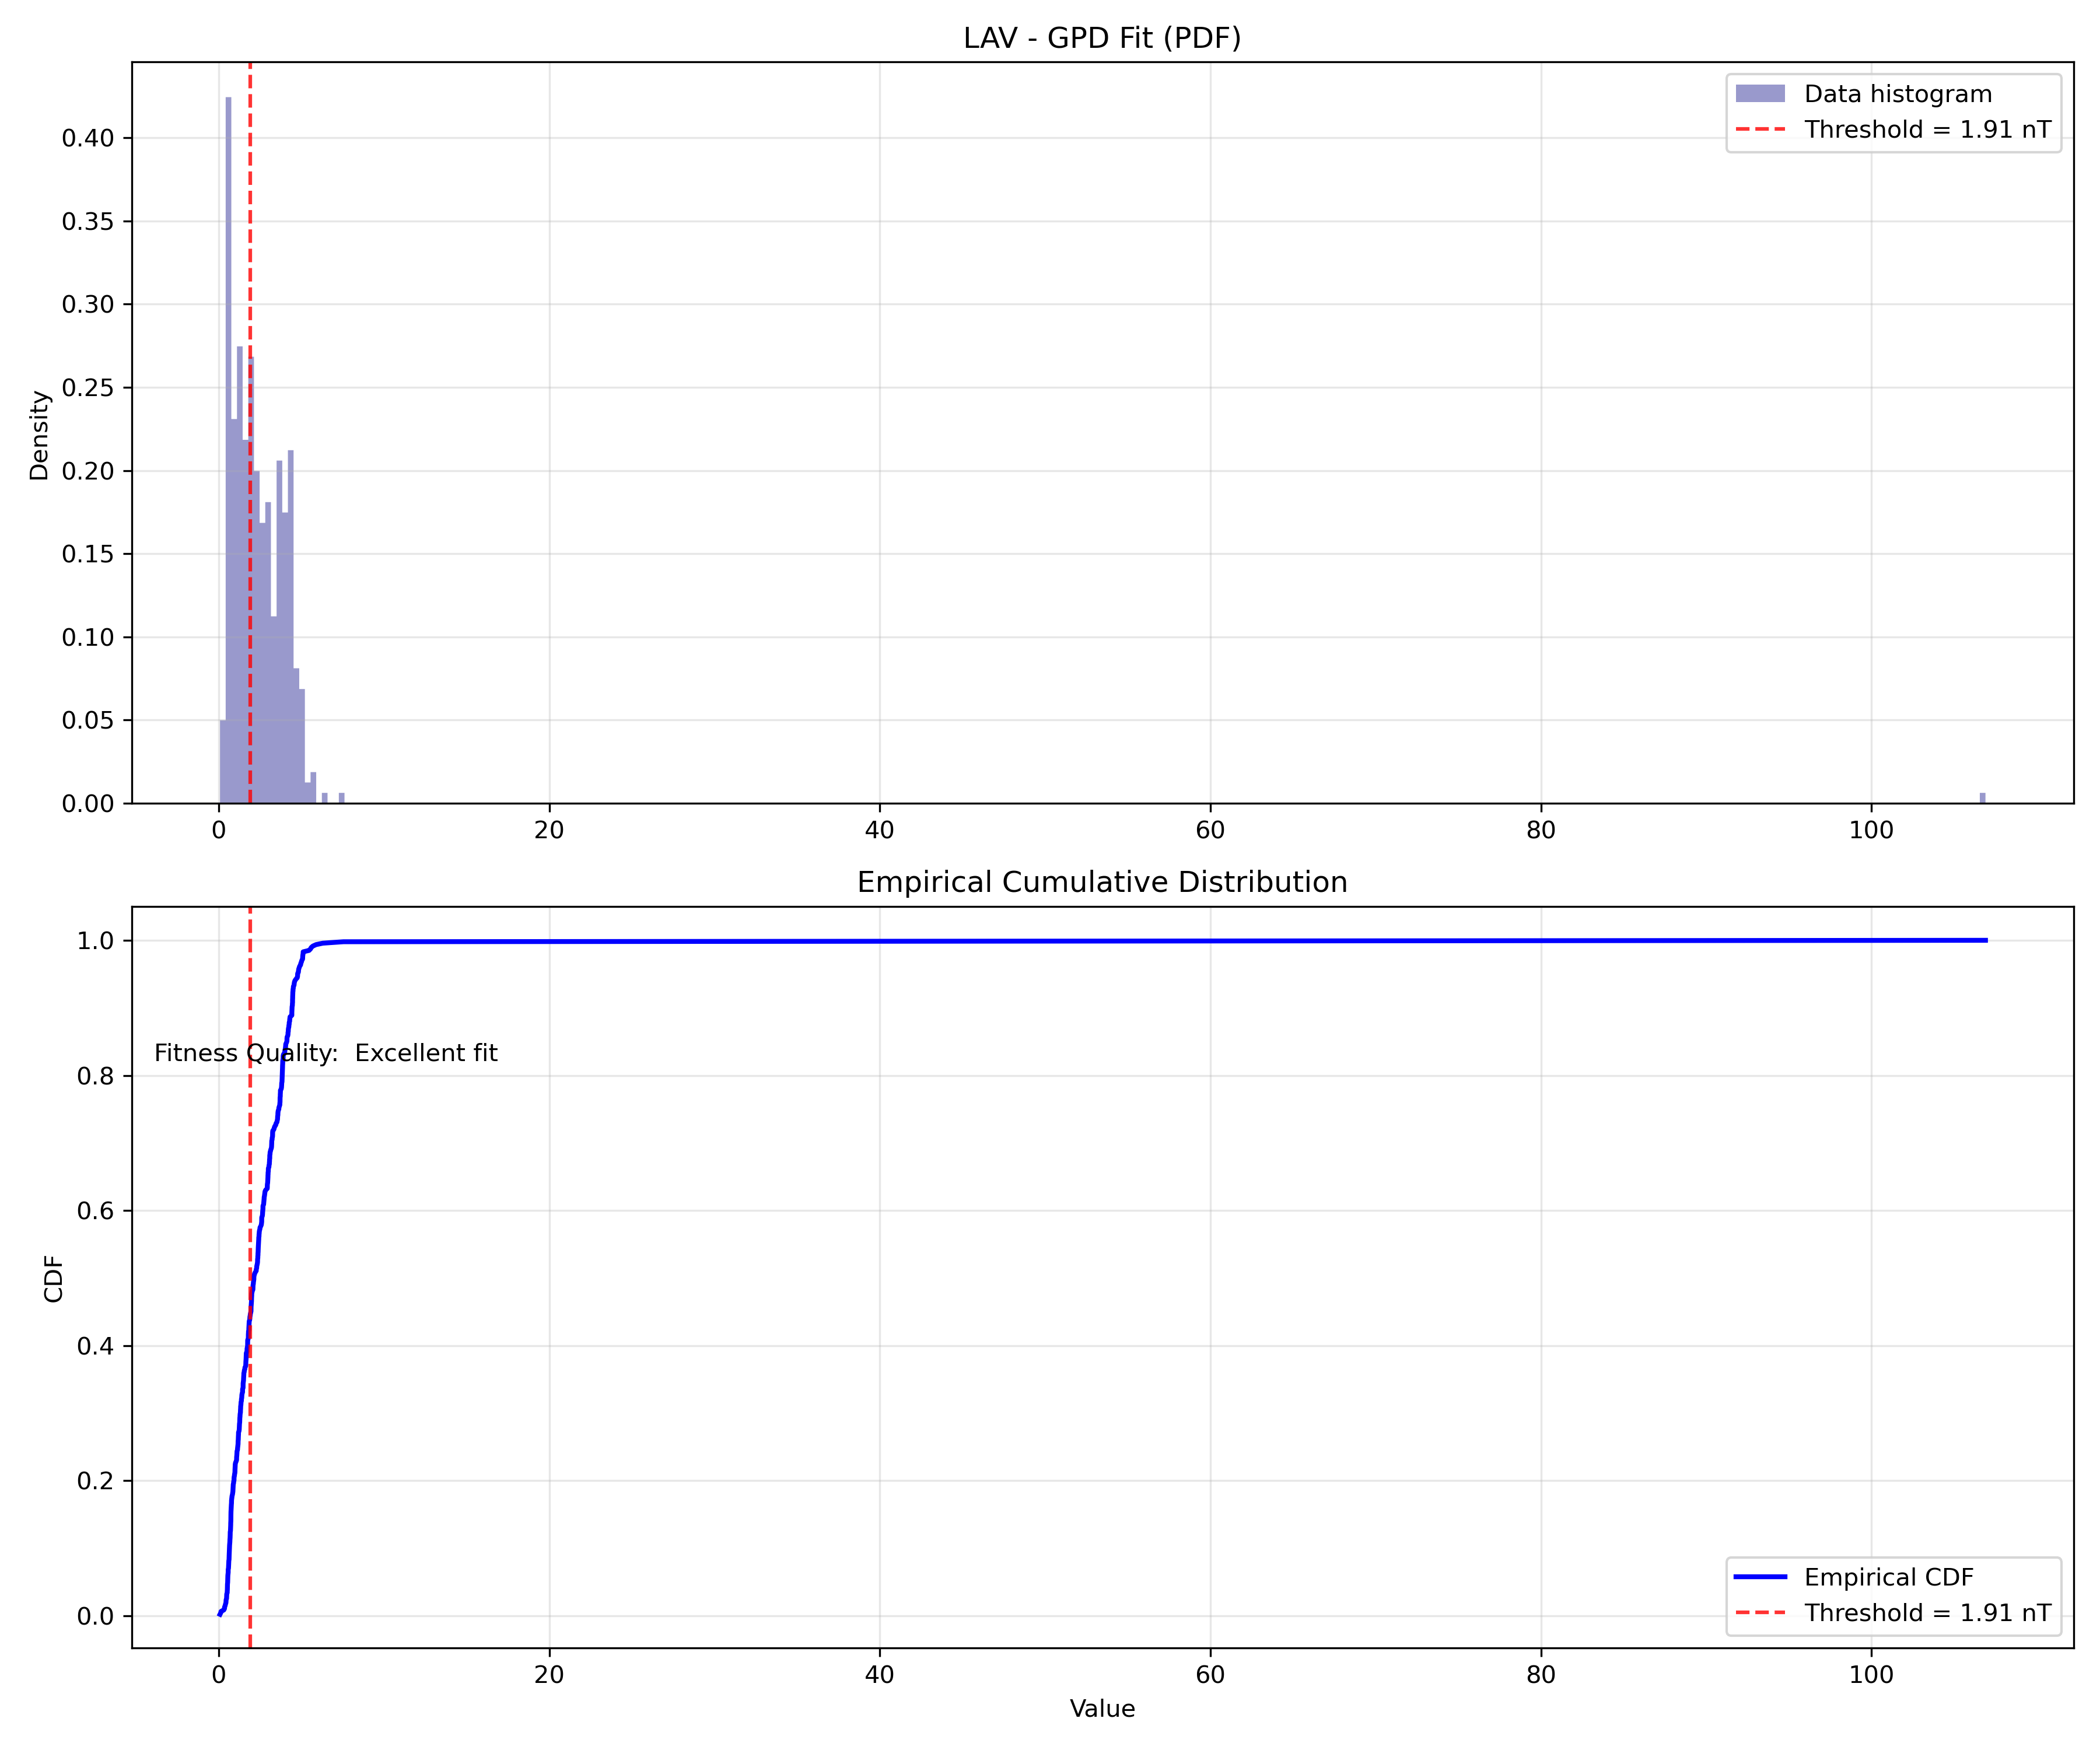 LAV - GPD Fit (PDF)
Data histogram
Threshold = 1.91 nT
Density
0.40
0.35
0.30
0.25
0.20
0.15
0.10
0.05
0.00
0 20 40 60 80 100
Empirical Cumulative Distribution
Fitness Quality:  Excellent fit
CDF
1.0
0.8
0.6
0.4
0.2
0.0
Empirical CDF
Threshold = 1.91 nT
0 20 40 60 80 100
Value